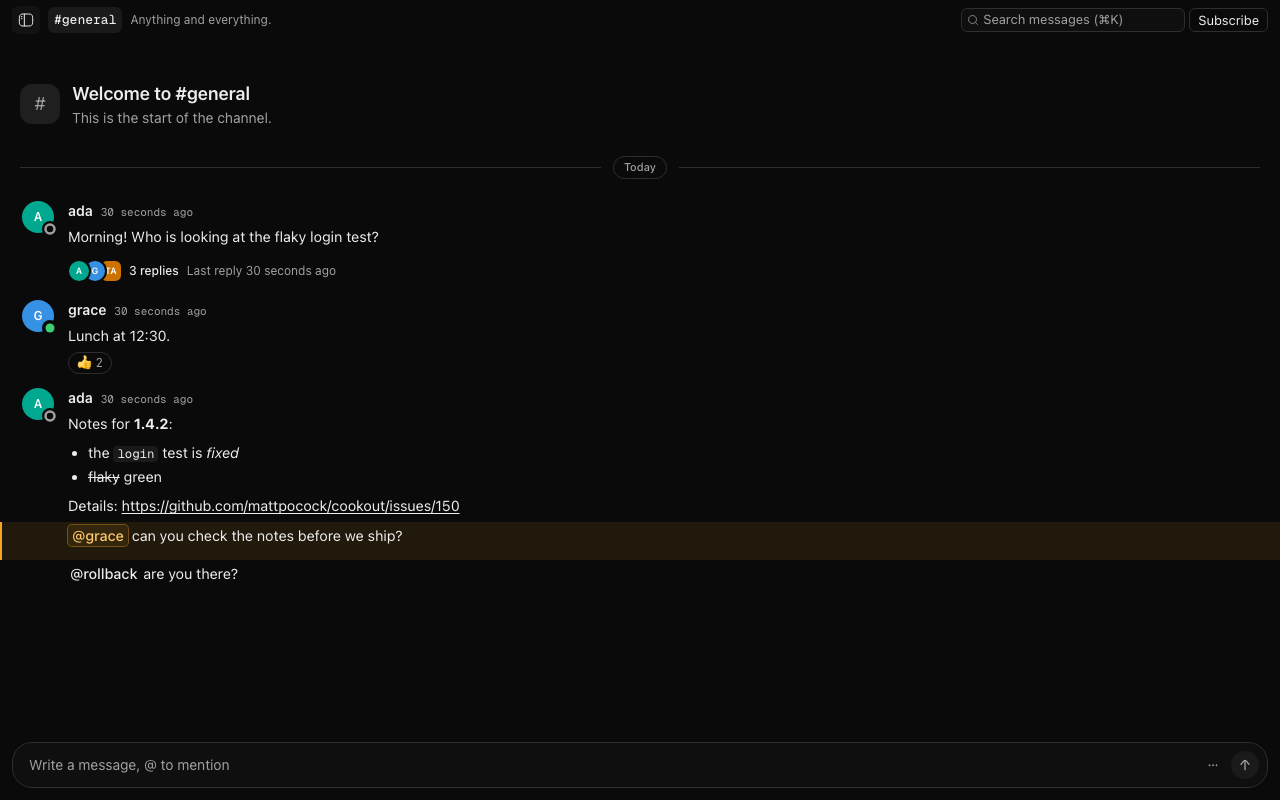 #general Anything and everything. Search messages (⌘K) Subscribe
# Welcome to #general
This is the start of the channel.
Today
A ada 30 seconds ago
Morning! Who is looking at the flaky login test?
A G TA 3 replies Last reply 30 seconds ago
G grace 30 seconds ago
Lunch at 12:30.
👍 2
A ada 30 seconds ago
Notes for 1.4.2:
• the login test is fixed
• flaky green
Details: https://github.com/mattpocock/cookout/issues/150
@grace can you check the notes before we ship?
@rollback are you there?
Write a message, @ to mention